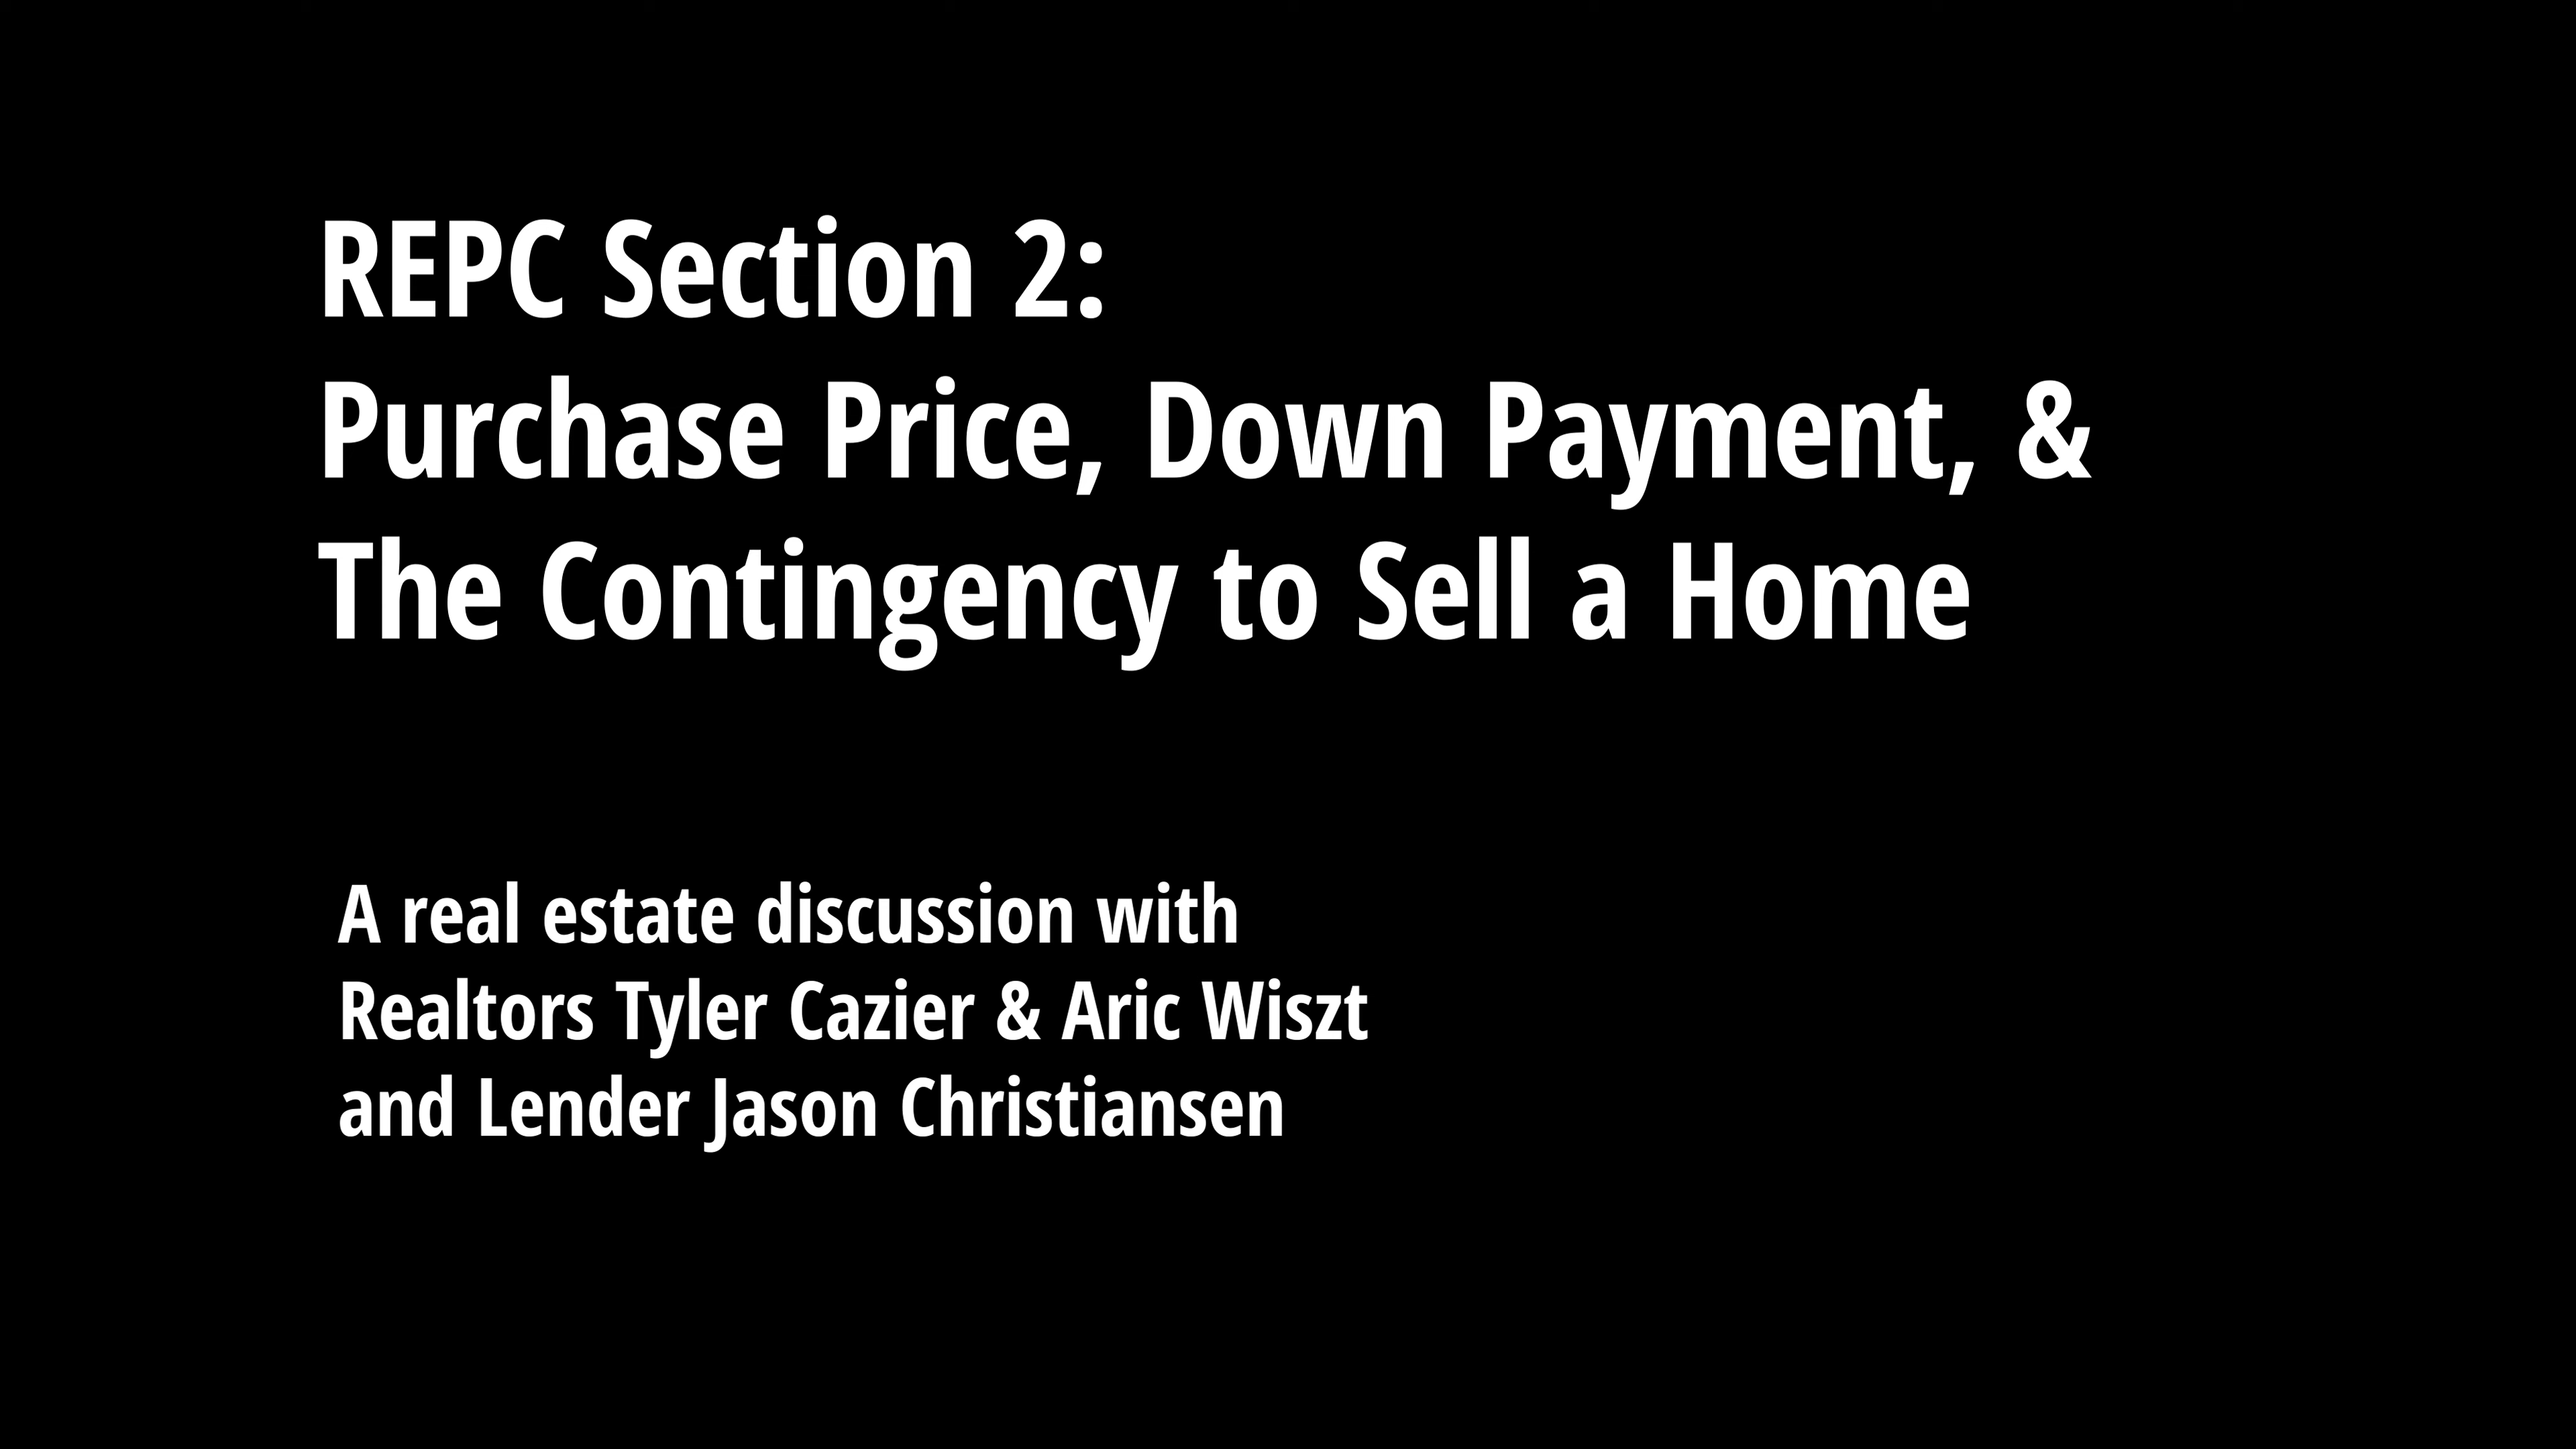 REPC Section 2:
Purchase Price, Down Payment, &
The Contingency to Sell a Home
A real estate discussion with
Realtors Tyler Cazier & Aric Wiszt
and Lender Jason Christiansen